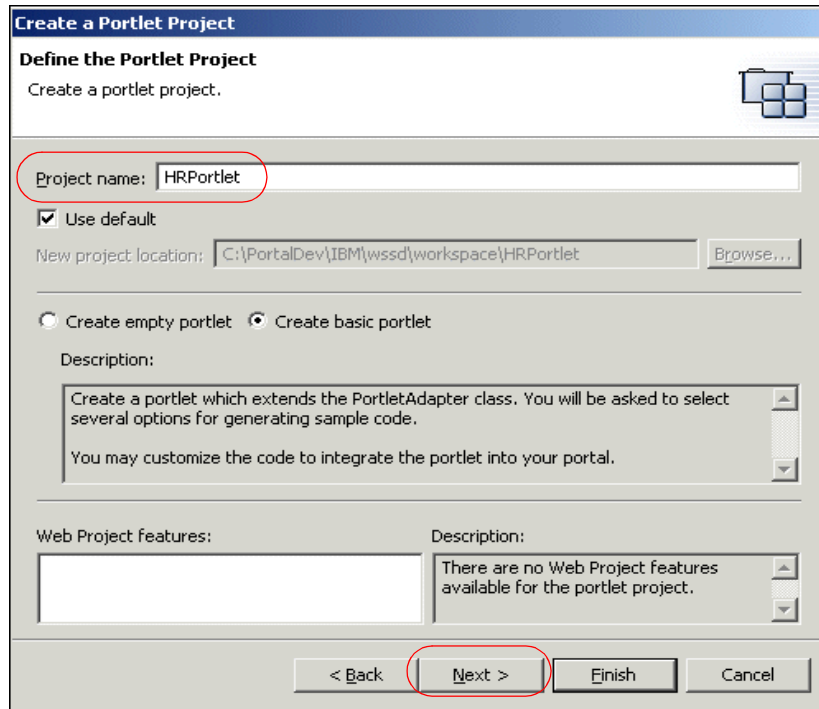 Create a Portlet Project
Define the Portlet Project
Create a portlet project.
Project name: HRPortlet
Use default
New project location: C:\PortalDev\IBM\wssd\workspace\HRPortlet Browse...
Create empty portlet Create basic portlet
Description:
Create a portlet which extends the PortletAdapter class. You will be asked to select
several options for generating sample code.
You may customize the code to integrate the portlet into your portal.
Web Project features: Description:
There are no Web Project features
available for the portlet project.
< Back Next > Finish Cancel